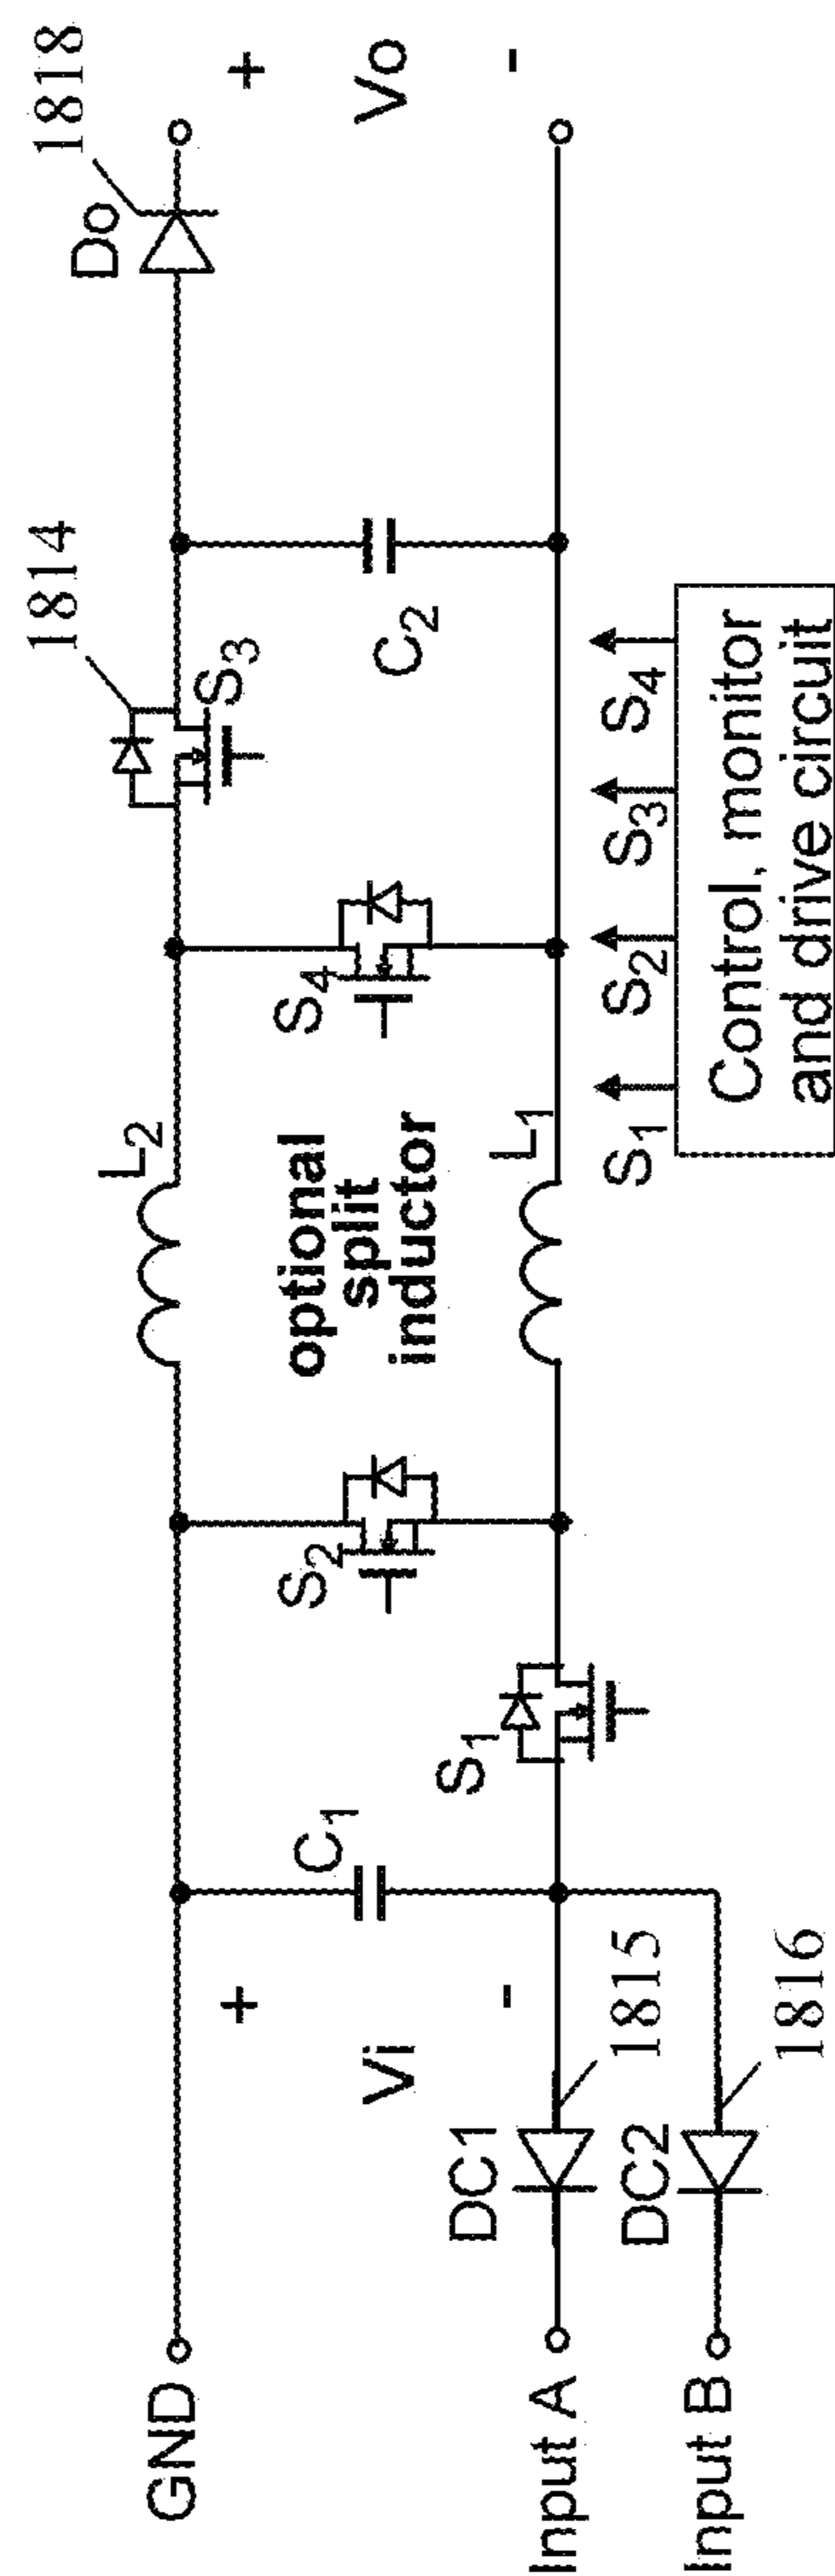 GND
Input A
Input B
DC1
DC2
1815
1816
+
Vi
-
C1
S1
S2
L2
optional
split
inductor
L1
S4
S3
1814
C2
Do
1818
+
Vo
-
S1 S2 S3 S4
Control, monitor
and drive circuit